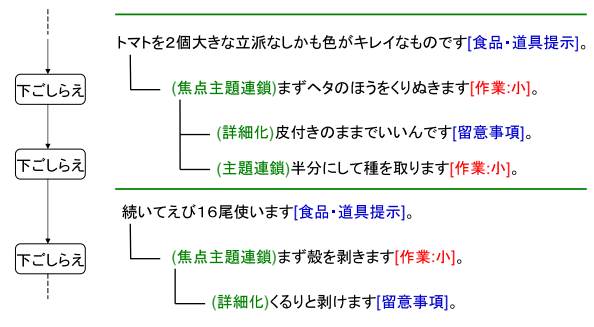 トマトを2個大きな立派なしかも色がキレイなものです[食品・道具提示]。
下ごしらえ
(焦点主題連鎖)まずヘタのほうをくりぬきます[作業:小]。
(詳細化)皮付きのままでいいんです[留意事項]。
下ごしらえ
(主題連鎖)半分にして種を取ります[作業:小]。
続いてえび16尾使います[食品・道具提示]。
下ごしらえ
(焦点主題連鎖)まず殻を剥きます[作業:小]。
(詳細化)くるりと剥けます[留意事項]。